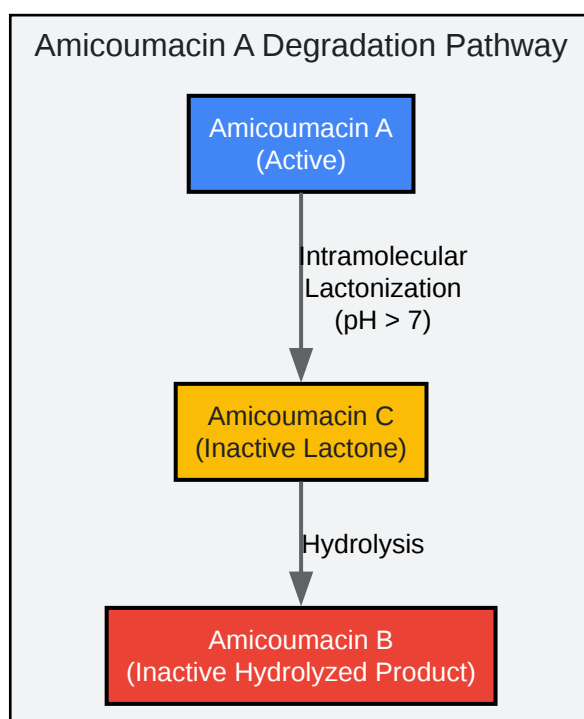 Amicoumacin A Degradation Pathway
Amicoumacin A
(Active)
Intramolecular
Lactonization
(pH > 7)
Amicoumacin C
(Inactive Lactone)
Hydrolysis
Amicoumacin B
(Inactive Hydrolyzed Product)